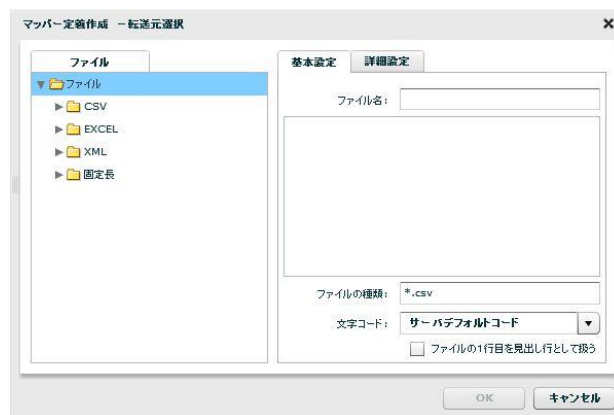 マッパー定義作成 －転送元選択
ファイル
ファイル
CSV
EXCEL
XML
固定長
基本設定
詳細設定
ファイル名：
ファイルの種類： *.csv
文字コード： サーバデフォルトコード
ファイルの1行目を見出し行として扱う
OK
キャンセル